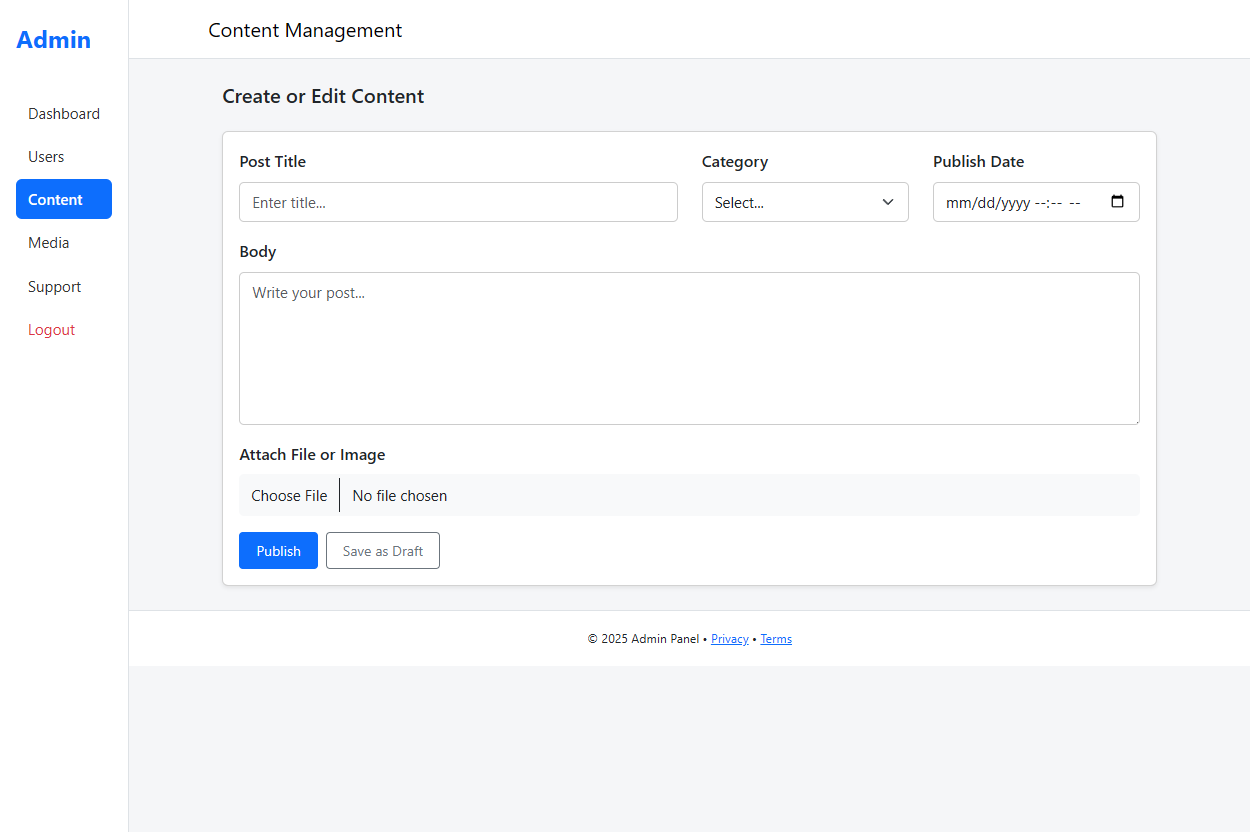 Admin
Dashboard
Users
Content
Media
Support
Logout
Content Management
Create or Edit Content
Post Title
Enter title...
Category
Select...
Publish Date
mm/dd/yyyy --:-- --
Body
Write your post...
Attach File or Image
Choose File No file chosen
Publish Save as Draft
© 2025 Admin Panel • Privacy • Terms